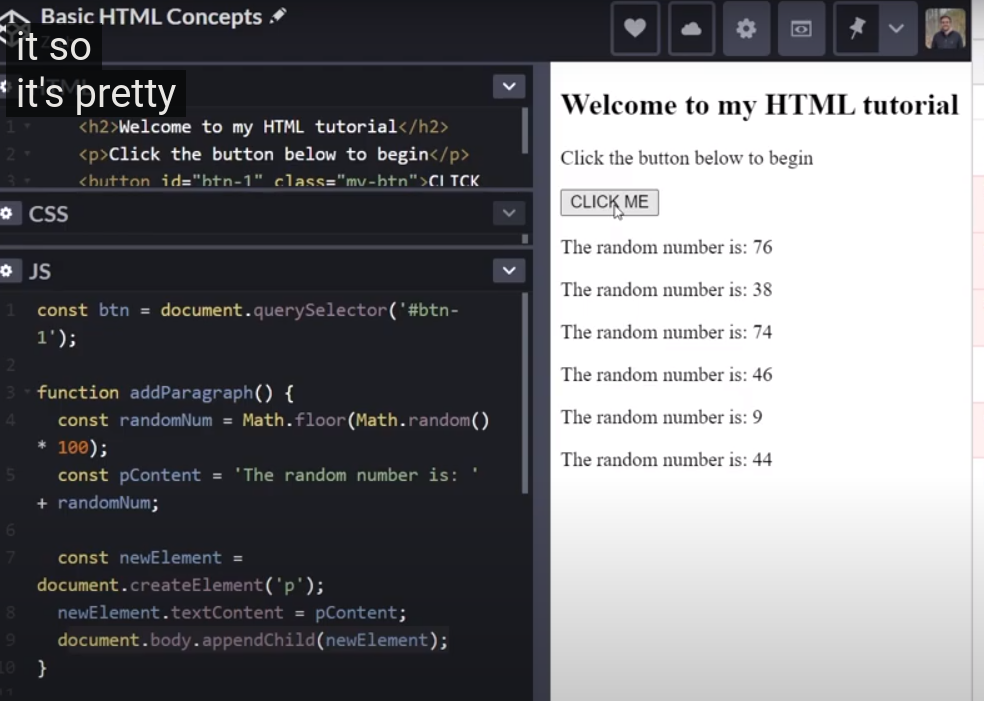 Basic HTML Concepts
it so
it's pretty
1 <h2>Welcome to my HTML tutorial</h2>
2 <p>Click the button below to begin</p>
3 <button id="btn-1" class="my-btn">CLICK
CSS
JS
1 const btn = document.querySelector('#btn-
1');
2
3 function addParagraph() {
4 const randomNum = Math.floor(Math.random()
* 100);
5 const pContent = 'The random number is: '
+ randomNum;
6
7 const newElement =
document.createElement('p');
8 newElement.textContent = pContent;
9 document.body.appendChild(newElement);
10 }
11
Welcome to my HTML tutorial
Click the button below to begin
CLICK ME
The random number is: 76
The random number is: 38
The random number is: 74
The random number is: 46
The random number is: 9
The random number is: 44